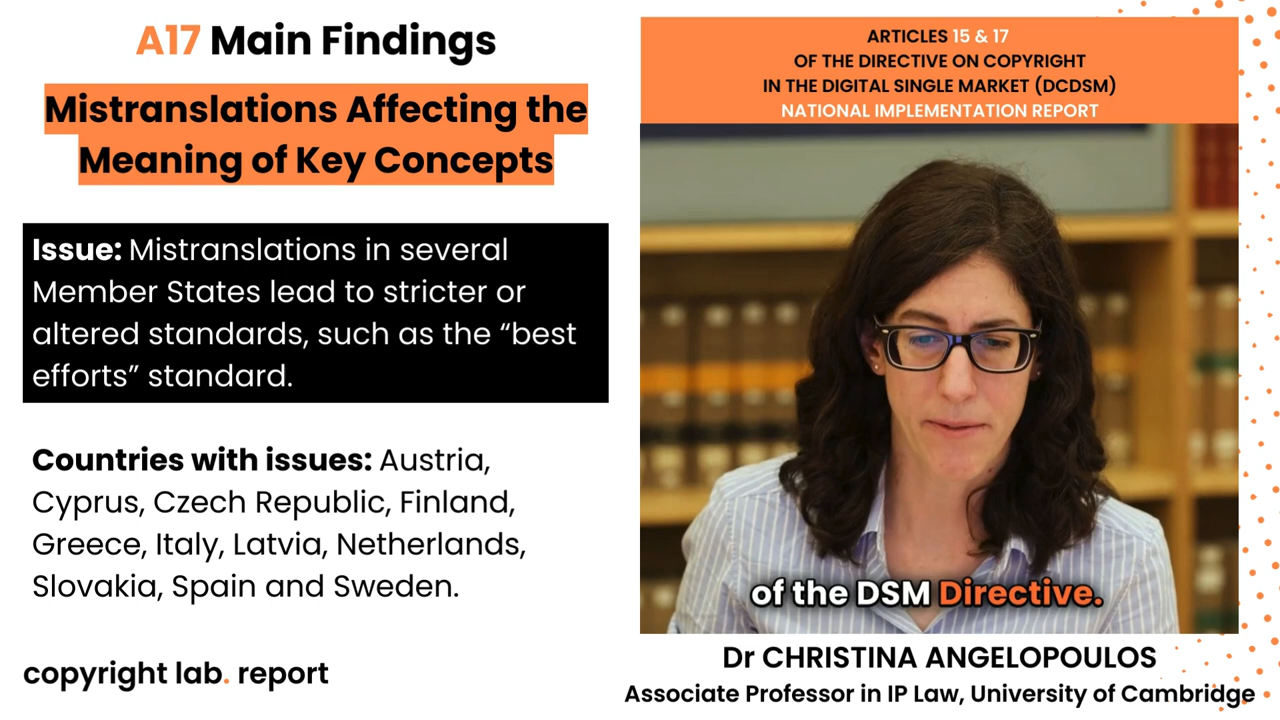 A17 Main Findings
Mistranslations Affecting the
Meaning of Key Concepts
Issue: Mistranslations in several
Member States lead to stricter or
altered standards, such as the “best
efforts” standard.
Countries with issues: Austria,
Cyprus, Czech Republic, Finland,
Greece, Italy, Latvia, Netherlands,
Slovakia, Spain and Sweden.
copyright lab. report
ARTICLES 15 & 17
OF THE DIRECTIVE ON COPYRIGHT
IN THE DIGITAL SINGLE MARKET (DCDSM)
NATIONAL IMPLEMENTATION REPORT
of the DSM Directive.
Dr CHRISTINA ANGELOPOULOS
Associate Professor in IP Law, University of Cambridge